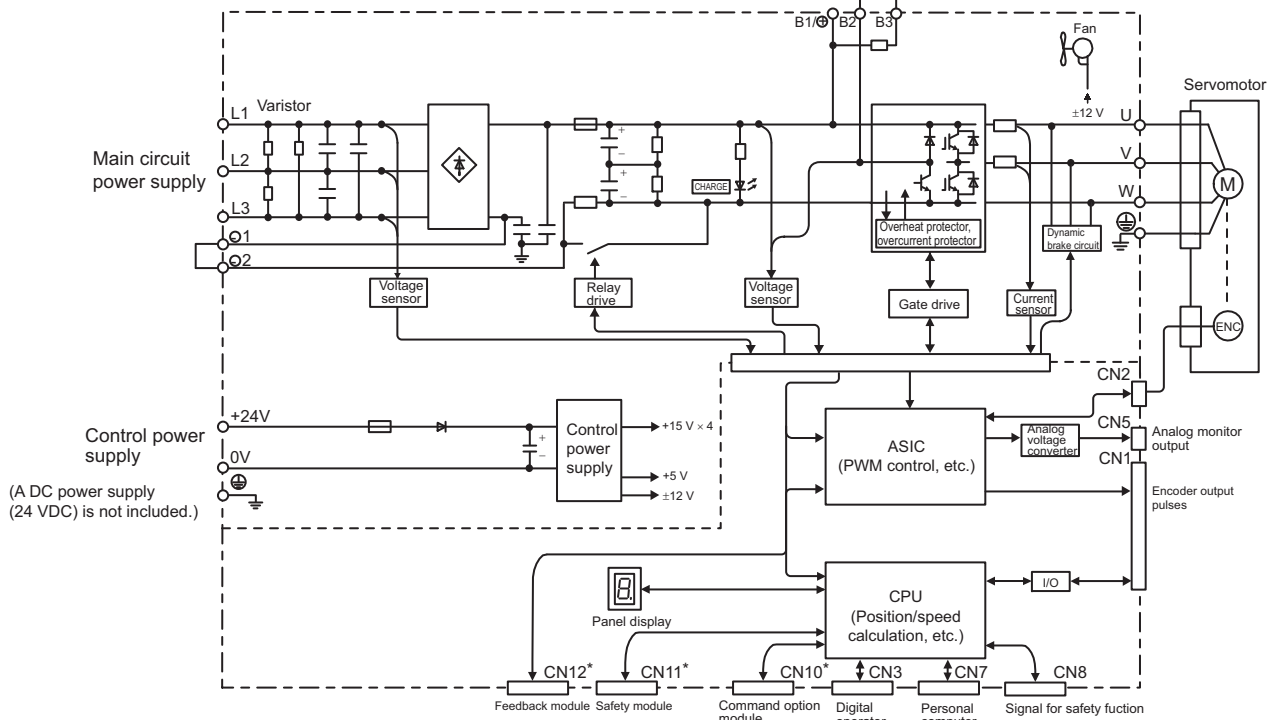 B1/⊕ B2 B3
Fan
±12 V
Servomotor
L1 Varistor
U
Main circuit
power supply
L2
V
CHARGE
W
M
L3
⊖1
⊖2
Overheat protector,
overcurrent protector
Dynamic
brake circuit
Voltage
sensor
Relay
drive
Voltage
sensor
Gate drive
Current
sensor
ENC
CN2
+24V
Control power
supply
0V
Control
power
supply
+15 V × 4
+5 V
±12 V
ASIC
(PWM control, etc.)
Analog
voltage
converter
CN5
Analog monitor
output
CN1
(A DC power supply
(24 VDC) is not included.)
Encoder output
pulses
8.
Panel display
CPU
(Position/speed
calculation, etc.)
I/O
CN12* CN11* CN10* CN3 CN7 CN8
Feedback module Safety module Command option
module
Digital
operator
Personal
computer
Signal for safety fuction
+
−
+
−
+
−